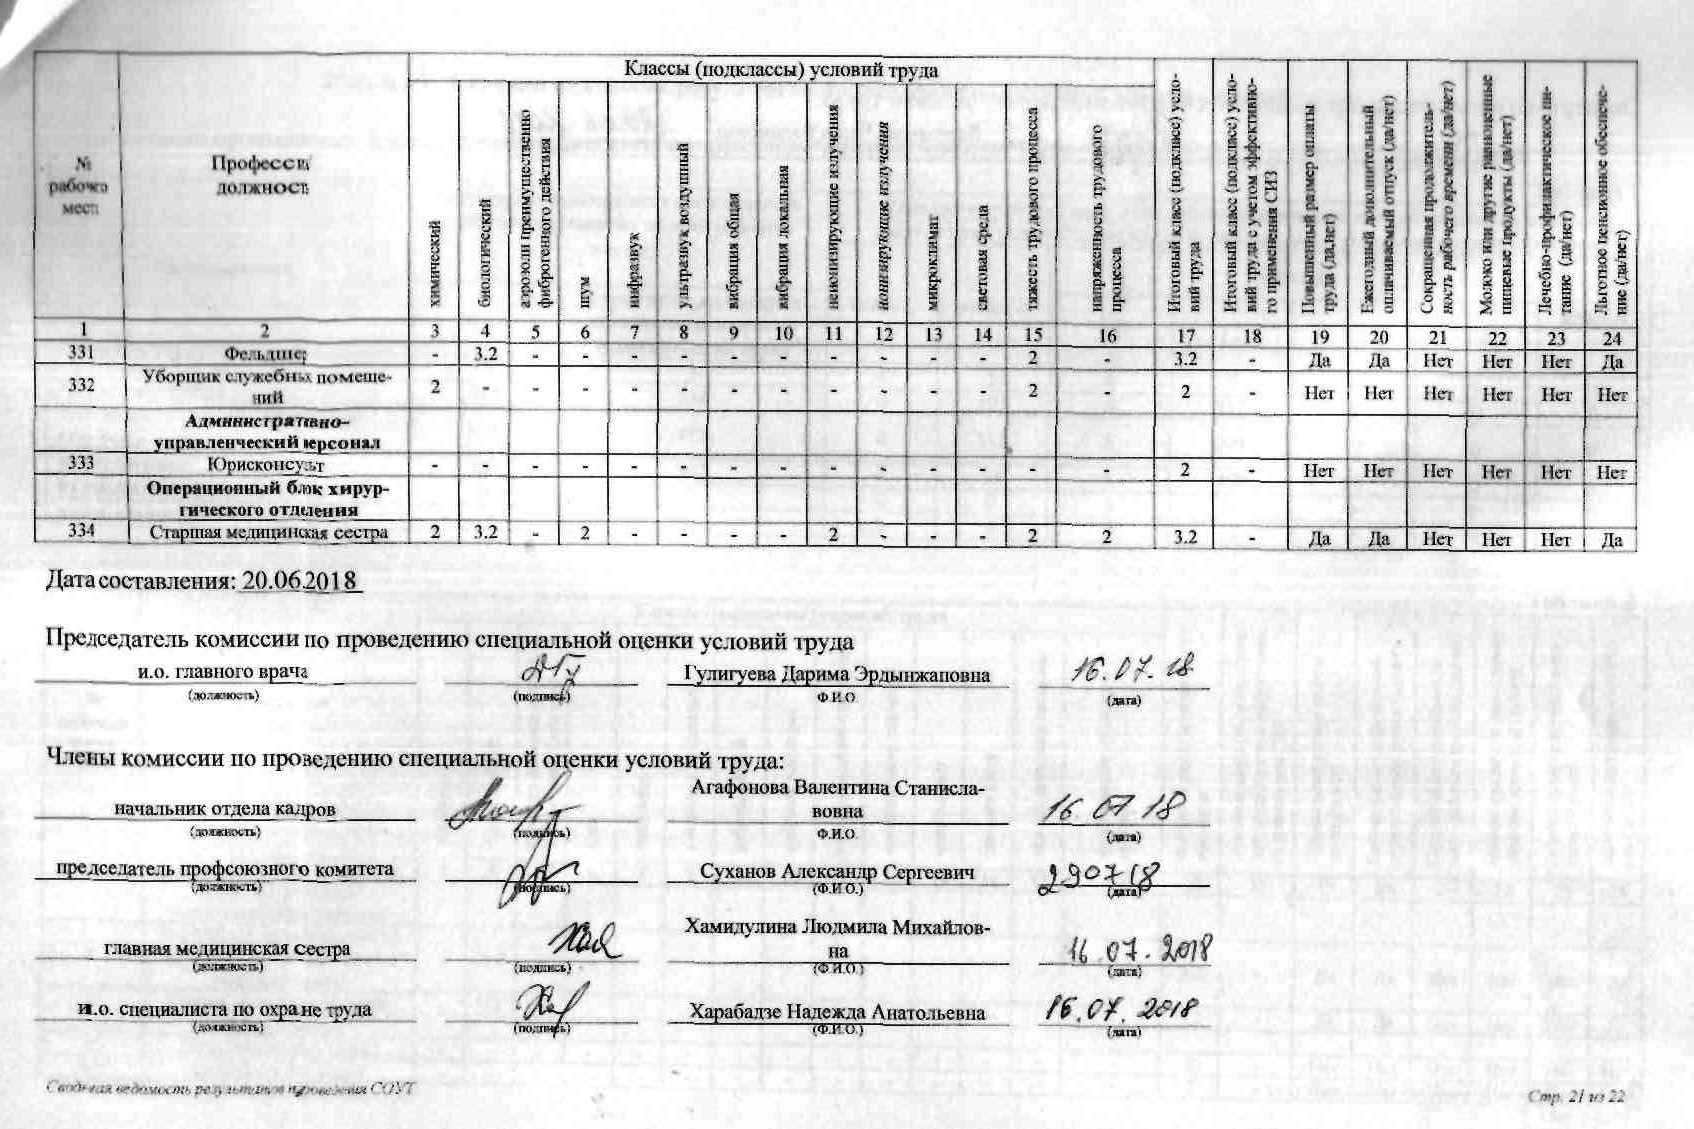 Классы (подклассы) условий труда
№ рабочего места
Профессия/ должность
химический
биологический
аэрозоли преимущественно фиброгенного действия
шум
инфразвук
ультразвук воздушный
вибрация общая
вибрация локальная
неионизирующие излучения
ионизирующие излучения
микроклимат
световая среда
тяжесть трудового процесса
напряженность трудового процесса
Итоговый класс (подкласс) условий труда
Итоговый класс (подкласс) условий труда с учетом эффективного применения СИЗ
Повышенный размер оплаты труда (да,нет)
Ежегодный дополнительный оплачиваемый отпуск (да/нет)
Сокращенная продолжительность рабочего времени (да/нет)
Молоко или другие равноценные пищевые продукты (да/нет)
Лечебно-профилактическое питание (да/нет)
Льготное пенсионное обеспечение (да/нет)
1 2 3 4 5 6 7 8 9 10 11 12 13 14 15 16 17 18 19 20 21 22 23 24
331 Фельдшер - 3.2 - - - - - - - - - - 2 - 3.2 - Да Да Нет Нет Нет Да
332 Уборщик служебных помеще-
ний 2 - - - - - - - - - - - 2 - 2 - Нет Нет Нет Нет Нет Нет
Административно-
управленческий персонал
333 Юрисконсульт - - - - - - - - - - - - - - 2 - Нет Нет Нет Нет Нет Нет
Операционный блок хирур-
гического отделения
334 Старшая медицинская сестра 2 3.2 - 2 - - - - 2 - - - 2 2 3.2 - Да Да Нет Нет Нет Да
Дата составления: 20.06.2018
Председатель комиссии по проведению специальной оценки условий труда
и.о. главного врача Гулигуева Дарима Эрдынжаповна 16.07.18
(должность) (подпись) Ф.И.О. (дата)
Члены комиссии по проведению специальной оценки условий труда:
Агафонова Валентина Станисла-
начальник отдела кадров вовна 16.07 18
(должность) (подпись) Ф.И.О. (дата)
председатель профсоюзного комитета Суханов Александр Сергеевич 290718
(должность) (подпись) (Ф.И.О.) (дата)
Хамидулина Людмила Михайлов-
главная медицинская сестра на 16.07.2018
(должность) (подпись) (Ф.И.О.) (дата)
и.о. специалиста по охране труда Харабадзе Надежда Анатольевна 16.07.2018
(должность) (подпись) (Ф.И.О.) (дата)
Сводная ведомость результатов проведения СОУТ Стр. 21 из 22